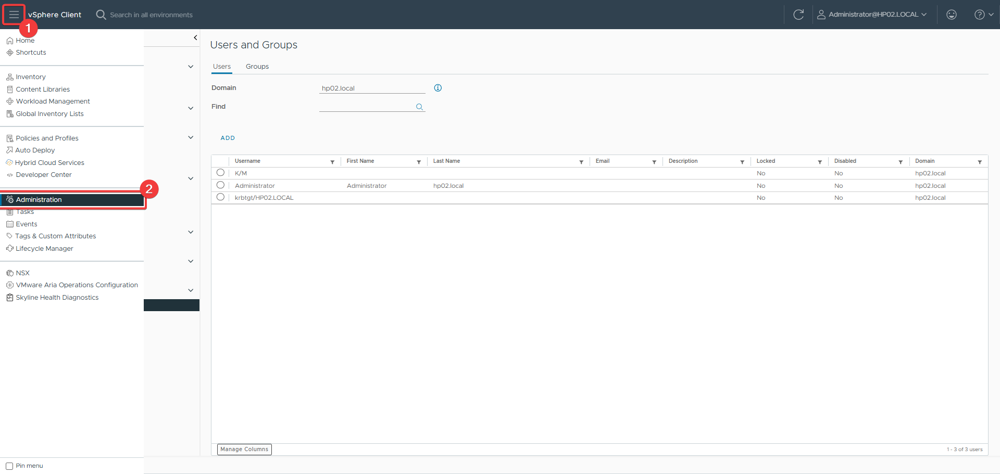 vSphere Client
Search in all environments
Administrator@HP02.LOCAL
1
Home
Shortcuts
Inventory
Content Libraries
Workload Management
Global Inventory Lists
Policies and Profiles
Auto Deploy
Hybrid Cloud Services
Developer Center
2
Administration
Tasks
Events
Tags & Custom Attributes
Lifecycle Manager
NSX
VMware Aria Operations Configuration
Skyline Health Diagnostics
Pin menu
Users and Groups
Users Groups
Domain hp02.local
Find
ADD
Username First Name Last Name Email Description Locked Disabled Domain
K/M No No hp02.local
Administrator Administrator hp02.local No No hp02.local
krbtgt/HP02.LOCAL No No hp02.local
Manage Columns 1 - 3 of 3 users